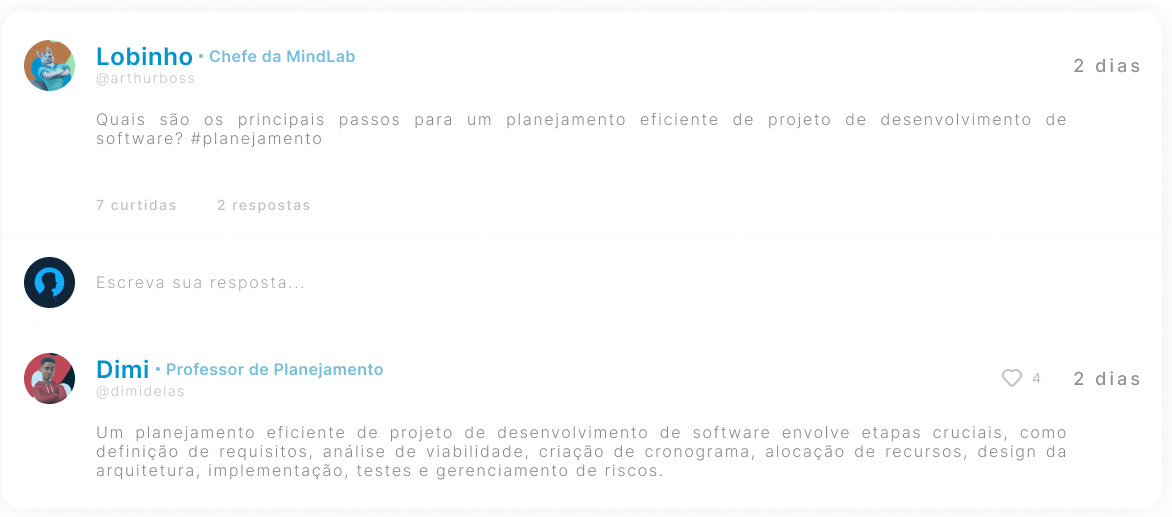 Lobinho • Chefe da MindLab
2 dias
@arthurboss
Quais são os principais passos para um planejamento eficiente de projeto de desenvolvimento de
software? #planejamento
7 curtidas 2 respostas
Escreva sua resposta...
Dimi • Professor de Planejamento
4 2 dias
@dimidelas
Um planejamento eficiente de projeto de desenvolvimento de software envolve etapas cruciais, como
definição de requisitos, análise de viabilidade, criação de cronograma, alocação de recursos, design da
arquitetura, implementação, testes e gerenciamento de riscos.